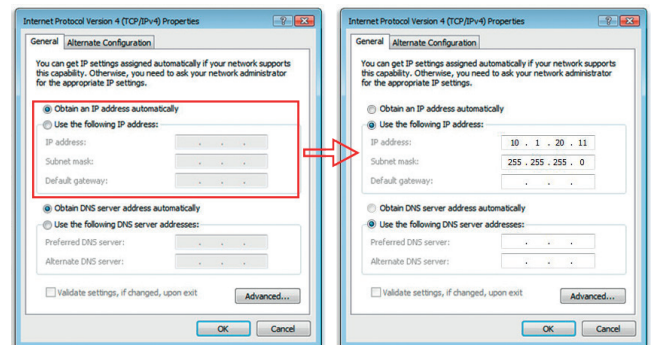 Internet Protocol Version 4 (TCP/IPv4) Properties
General
Alternate Configuration
You can get IP settings assigned automatically if your network supports
this capability. Otherwise, you need to ask your network administrator
for the appropriate IP settings.
Obtain an IP address automatically
Use the following IP address:
IP address:
Subnet mask:
Default gateway:
Obtain DNS server address automatically
Use the following DNS server addresses:
Preferred DNS server:
Alternate DNS server:
Validate settings, if changed, upon exit
Advanced...
OK
Cancel
Internet Protocol Version 4 (TCP/IPv4) Properties
General
Alternate Configuration
You can get IP settings assigned automatically if your network supports
this capability. Otherwise, you need to ask your network administrator
for the appropriate IP settings.
Obtain an IP address automatically
Use the following IP address:
IP address: 10 . 1 . 20 . 11
Subnet mask: 255 . 255 . 255 . 0
Default gateway: . . .
Obtain DNS server address automatically
Use the following DNS server addresses:
Preferred DNS server: . . .
Alternate DNS server: . . .
Validate settings, if changed, upon exit
Advanced...
OK
Cancel